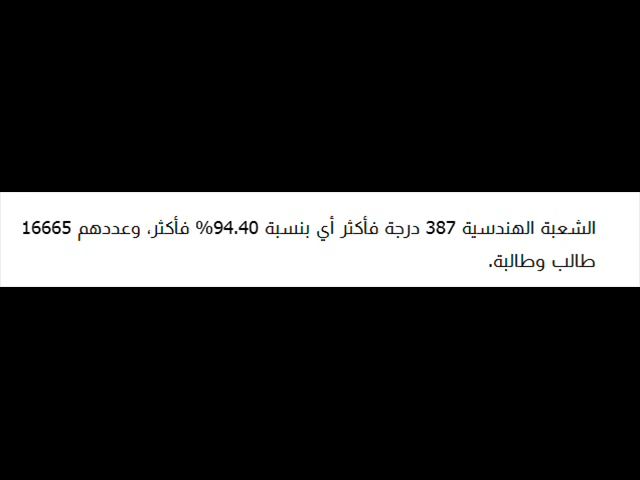 الشعبة الهندسية 387 درجة فأكثر أي بنسبة 94.40% فأكثر، وعددهم 16665
طالب وطالبة.